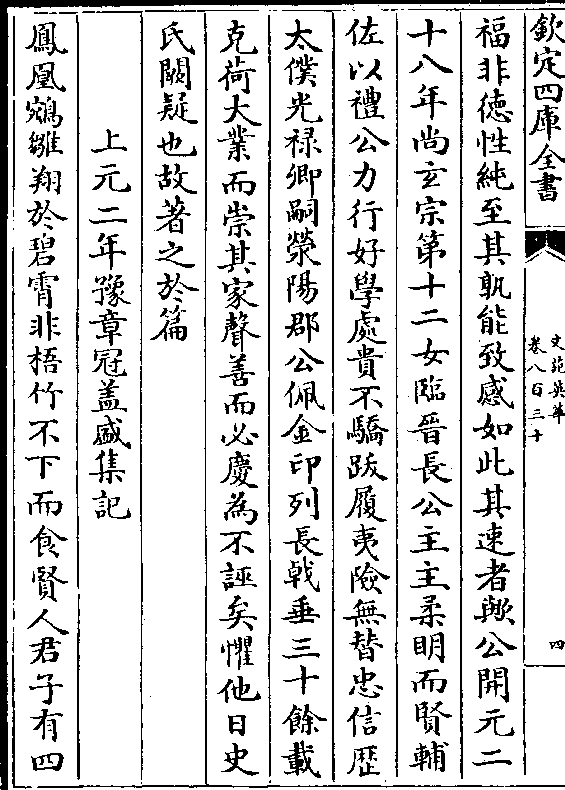 欽定四庫全書
文苑英華
卷八百三十
四
福非徳性純至其孰能致感如此其速者歟公開元二
十八年尚玄宗第十二女臨晉長公主主柔明而賢輔
佐以禮公力行好學處貴不驕跋履夷險無替忠信歴
太僕光禄卿嗣滎陽郡公佩金印列長戟垂三十餘載
克荷大業而崇其家聲善而必慶為不誣矣懼他日史
氏闕疑也故著之於篇
上元二年豫章冠盖盛集記
鳳凰鵷雛翔於碧霄非梧竹不下而食賢人君子有四